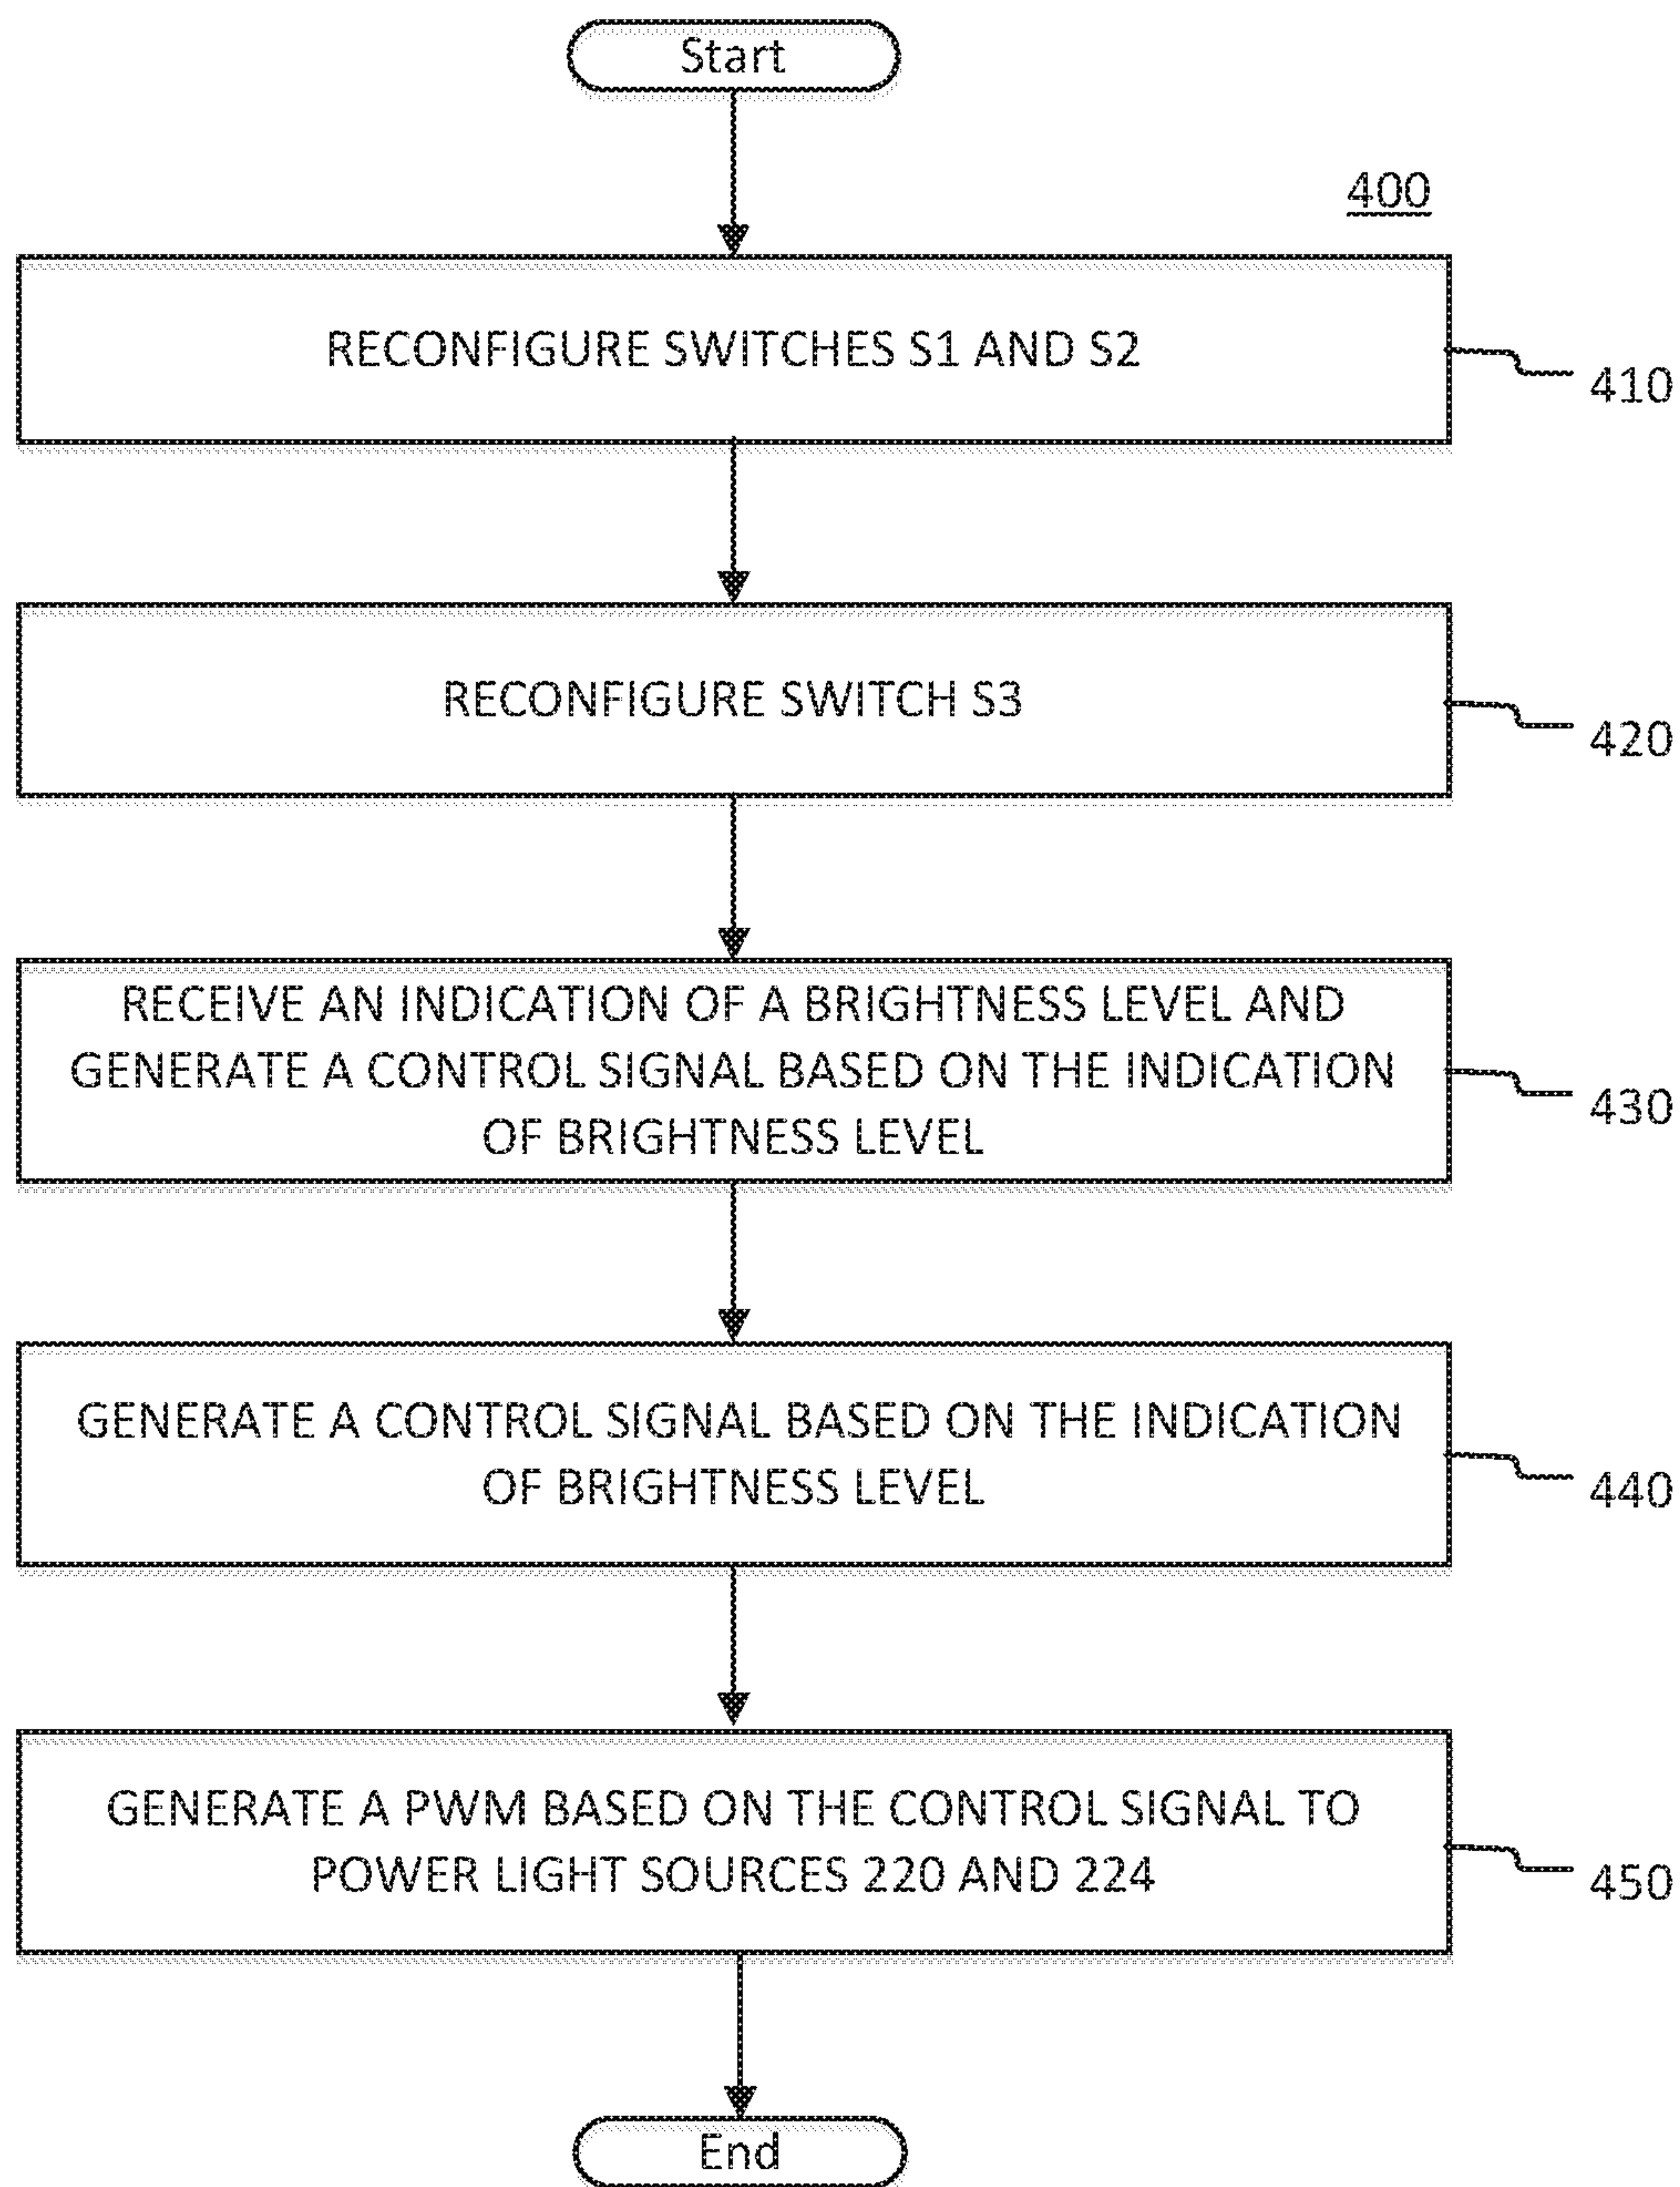 Start
400
RECONFIGURE SWITCHES S1 AND S2
410
RECONFIGURE SWITCH S3
420
RECEIVE AN INDICATION OF A BRIGHTNESS LEVEL AND
GENERATE A CONTROL SIGNAL BASED ON THE INDICATION
OF BRIGHTNESS LEVEL
430
GENERATE A CONTROL SIGNAL BASED ON THE INDICATION
OF BRIGHTNESS LEVEL
440
GENERATE A PWM BASED ON THE CONTROL SIGNAL TO
POWER LIGHT SOURCES 220 AND 224
450
End